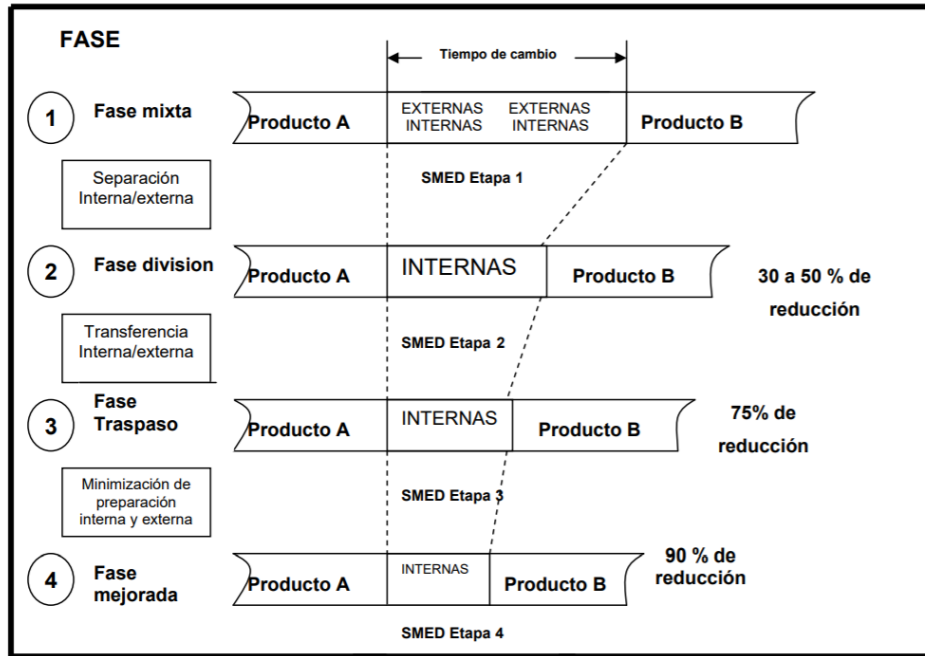 FASE
Tiempo de cambio
1
Fase mixta
Producto A
EXTERNAS EXTERNAS
INTERNAS INTERNAS
Producto B
Separación
Interna/externa
SMED Etapa 1
2
Fase division
Producto A
INTERNAS
Producto B
30 a 50 % de
reducción
Transferencia
Interna/externa
SMED Etapa 2
3
Fase
Traspaso
Producto A
INTERNAS
Producto B
75% de
reducción
Minimización de
preparación
interna y externa
SMED Etapa 3
4
Fase
mejorada
Producto A
INTERNAS
Producto B
90 % de
reducción
SMED Etapa 4